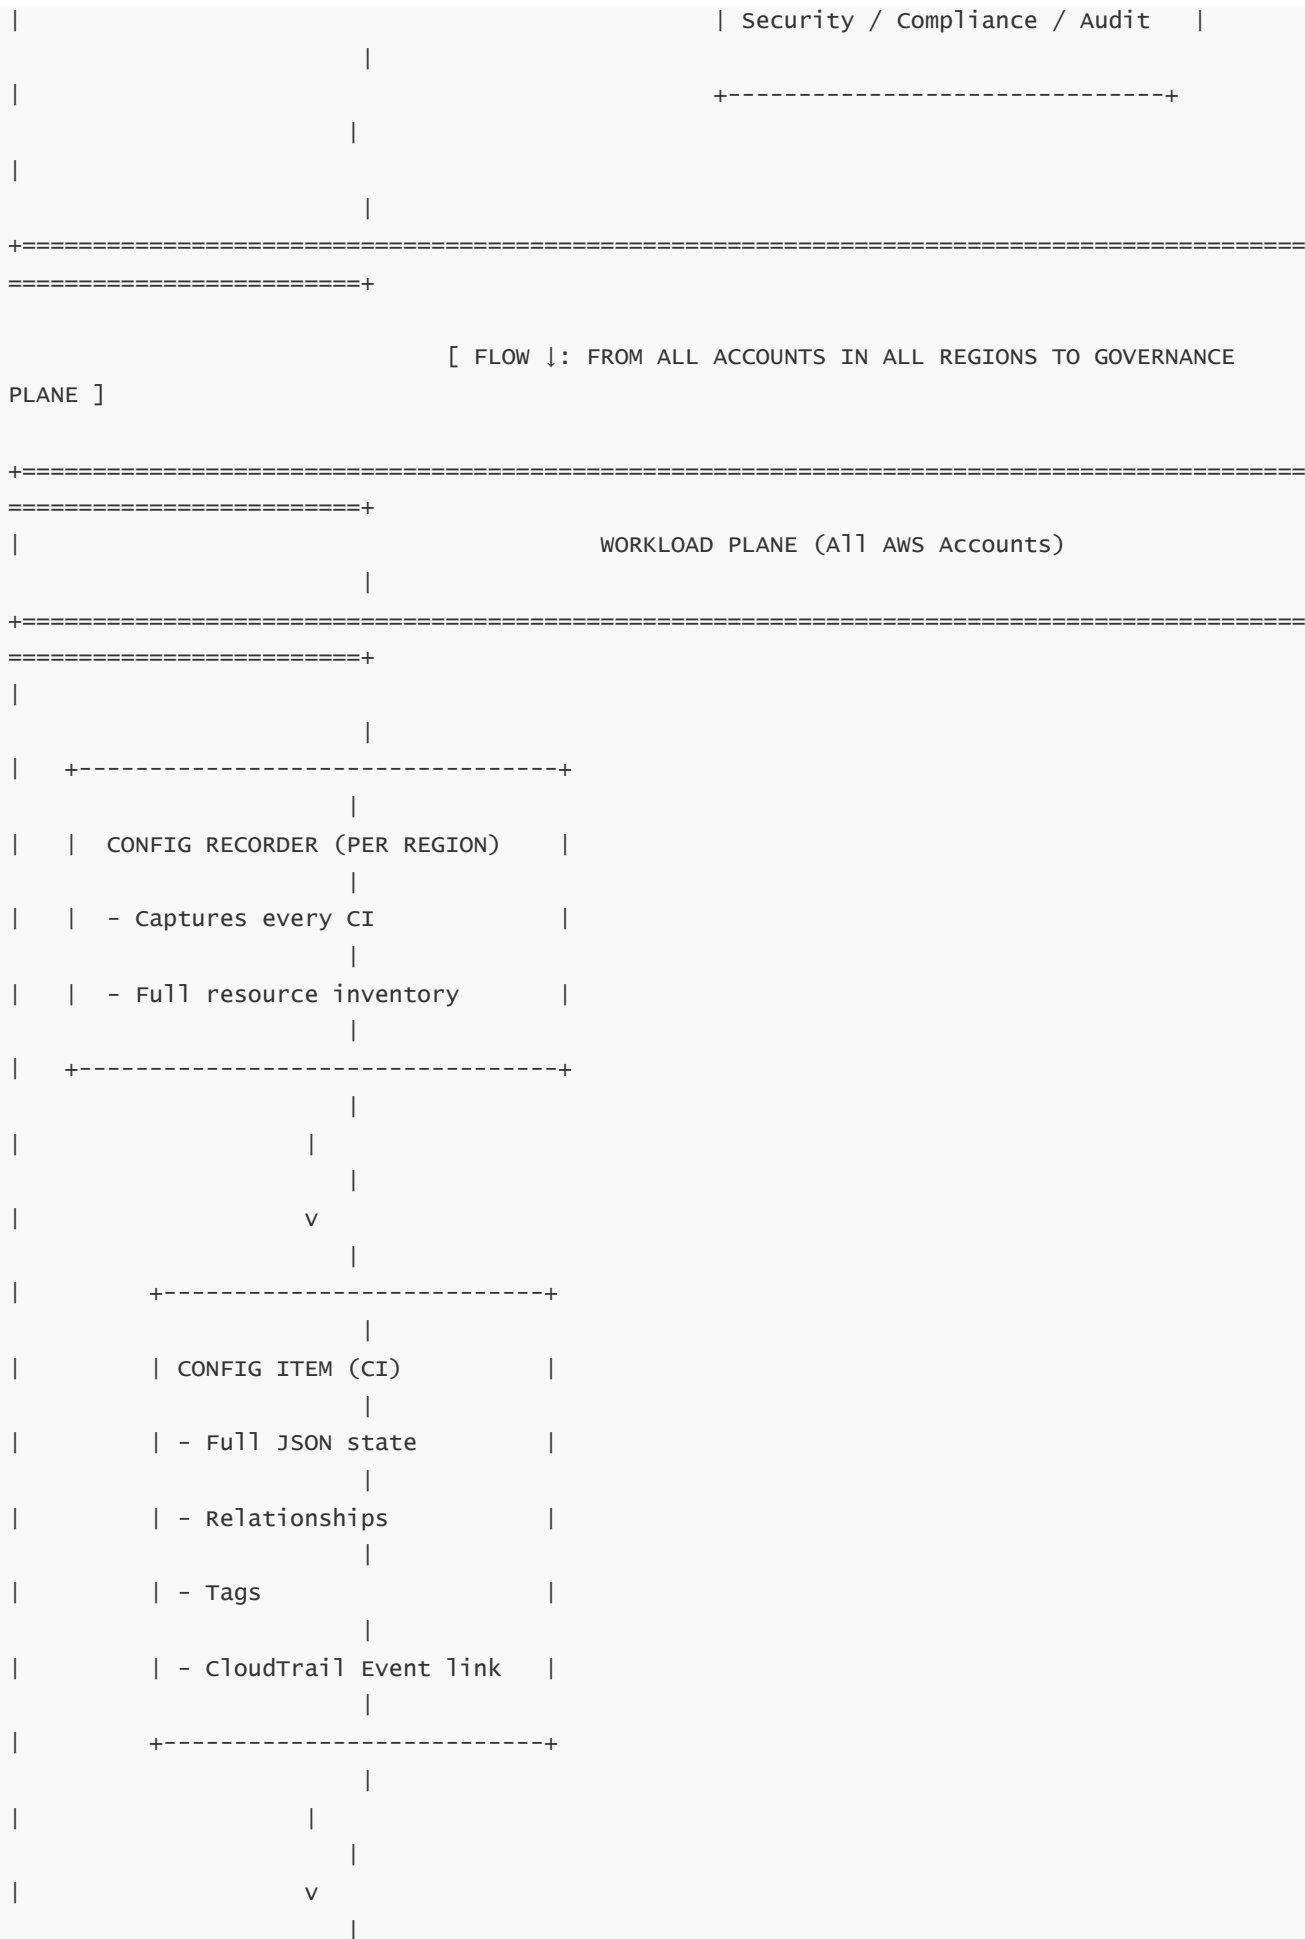 |                                                  | Security / Compliance / Audit   |
                         |
|                                                  +-------------------------------+
                        |
|
                         |
+===========================================================================================
=========================+

                               [ FLOW ↓: FROM ALL ACCOUNTS IN ALL REGIONS TO GOVERNANCE
PLANE ]

+===========================================================================================
=========================+
|                                         WORKLOAD PLANE (All AWS Accounts)
                         |
+===========================================================================================
=========================+
|
                         |
|   +----------------------------------+
                        |
|   |  CONFIG RECORDER (PER REGION)    |
                        |
|   |  - Captures every CI             |
                        |
|   |  - Full resource inventory       |
                        |
|   +----------------------------------+
                        |
|                    |
                        |
|                    v
                        |
|         +---------------------------+
                         |
|         | CONFIG ITEM (CI)          |
                         |
|         | - Full JSON state         |
                         |
|         | - Relationships           |
                         |
|         | - Tags                    |
                         |
|         | - CloudTrail Event link   |
                         |
|         +---------------------------+
                         |
|                    |
                        |
|                    v
                        |